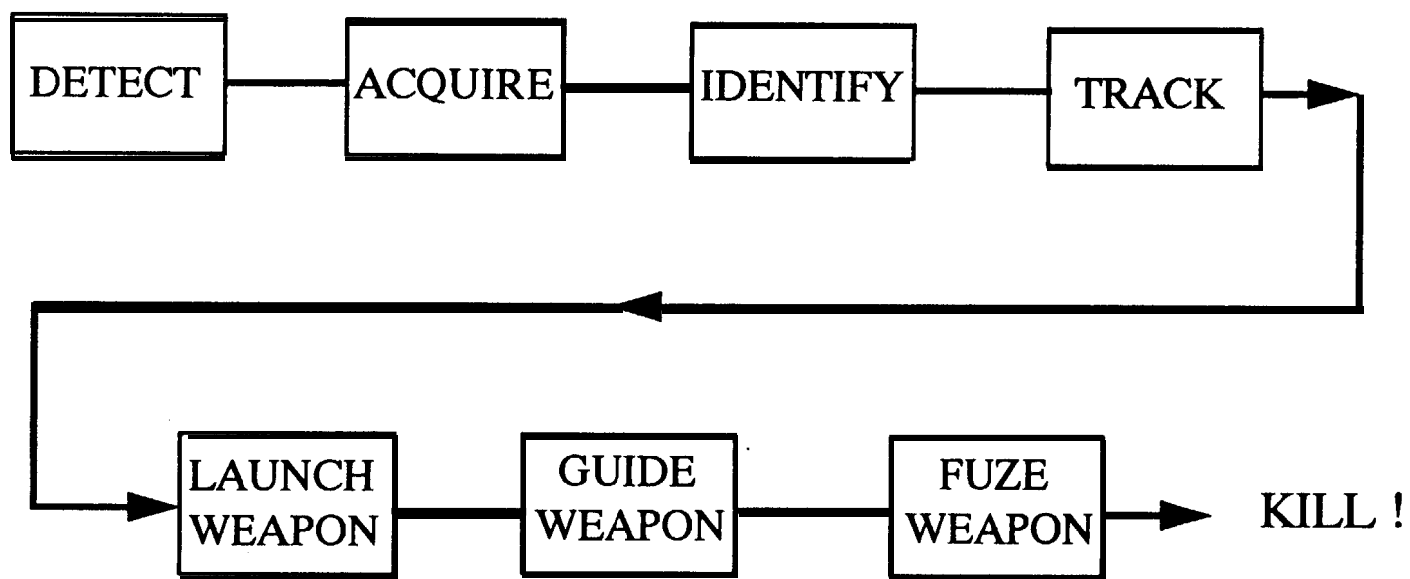 DETECT
ACQUIRE
IDENTIFY
TRACK
LAUNCH
WEAPON
GUIDE
WEAPON
FUZE
WEAPON
KILL !